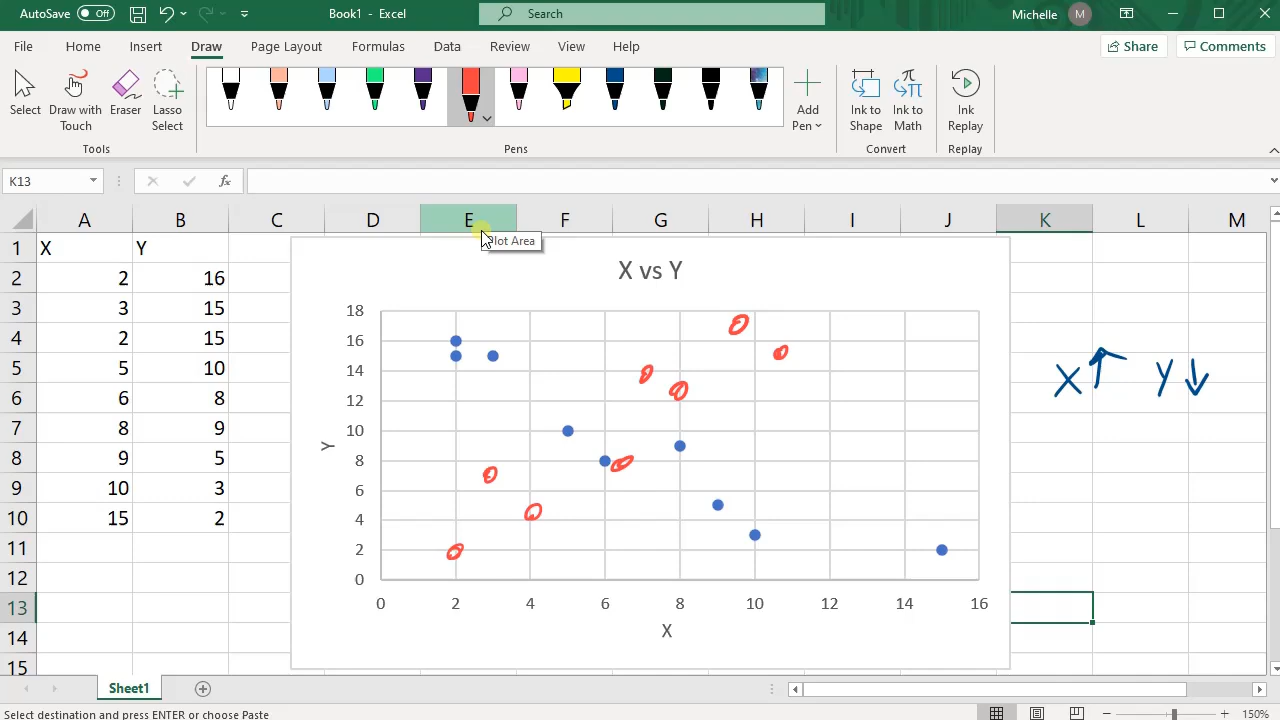 AutoSave Off Book1 - Excel Search Michelle M
File Home Insert Draw Page Layout Formulas Data Review View Help Share Comments
Select
Draw with
Touch
Eraser
Lasso
Select
Add
Pen
Ink to
Shape
Ink to
Math
Ink
Replay
Tools Pens Convert Replay
K13 fx
A B C D E F G H I J K L M
Plot Area
1 X Y
2 2 16
3 3 15
4 2 15
5 5 10
6 6 8
7 8 9
8 9 5
9 10 3
10 15 2
11
12
13
14
15
X vs Y
18
16
14
12
10
8
6
4
2
0
Y
0 2 4 6 8 10 12 14 16
X
X↑ Y↓
Sheet1
Select destination and press ENTER or choose Paste 150%